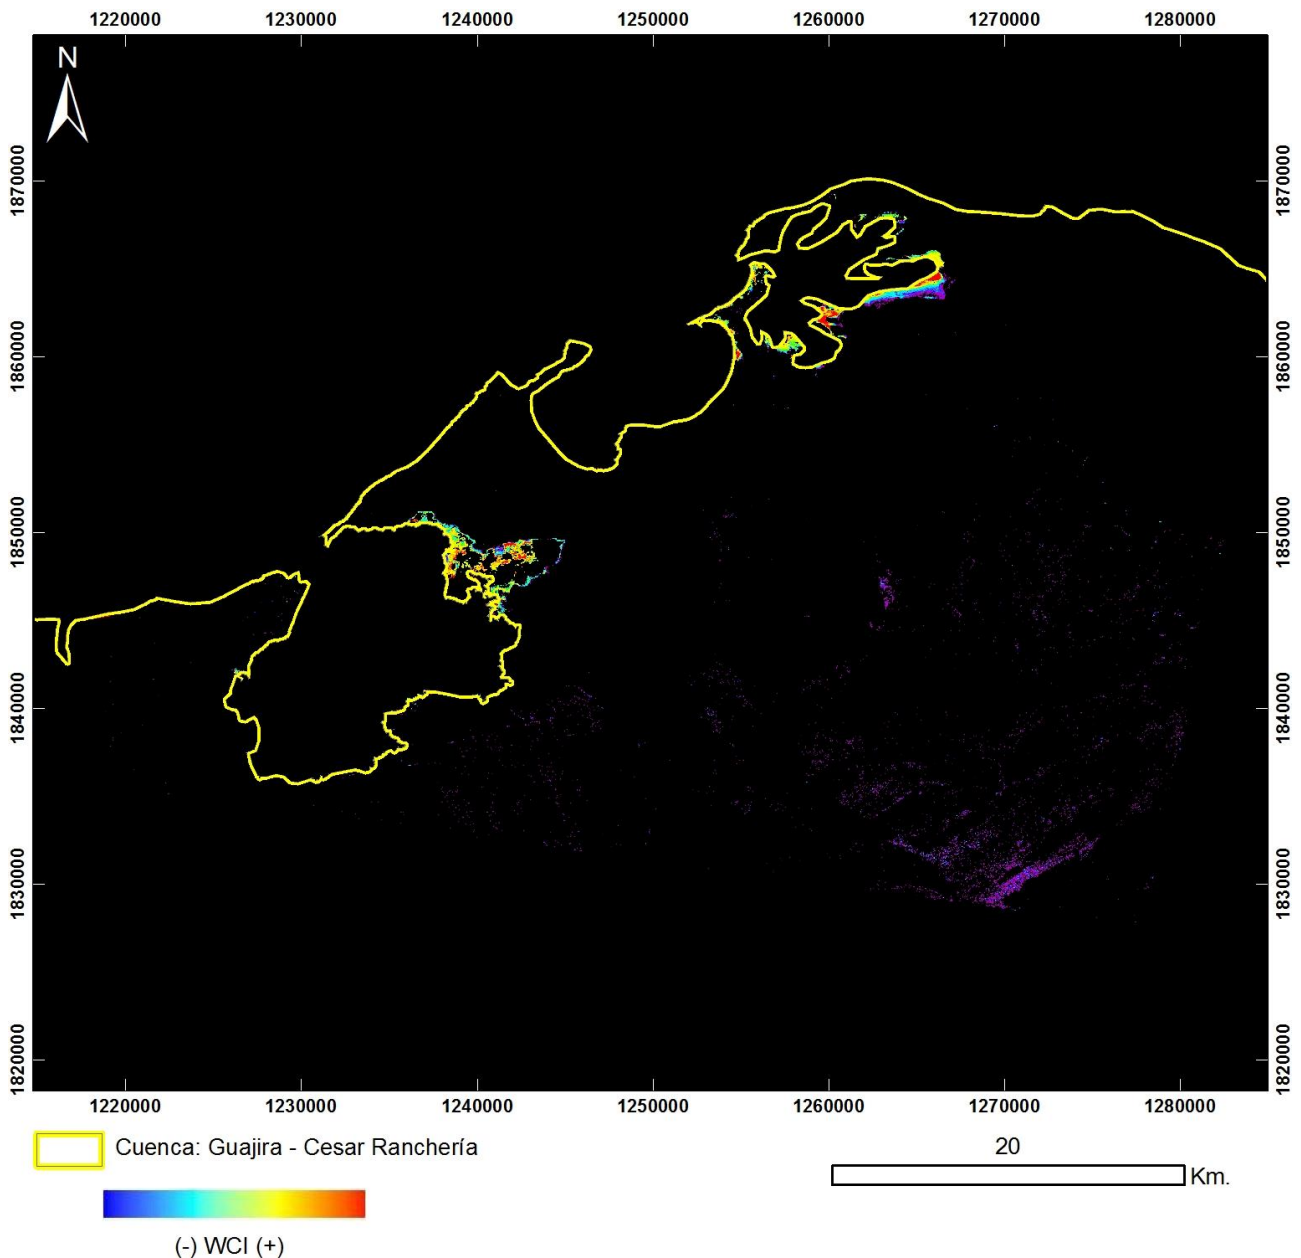 1220000 1230000 1240000 1250000 1260000 1270000 1280000
N
1870000 1870000
1860000 1860000
1850000 1850000
1840000 1840000
1830000 1830000
1820000 1820000
1220000 1230000 1240000 1250000 1260000 1270000 1280000
Cuenca: Guajira - Cesar Ranchería
20
Km.
(-) WCI (+)